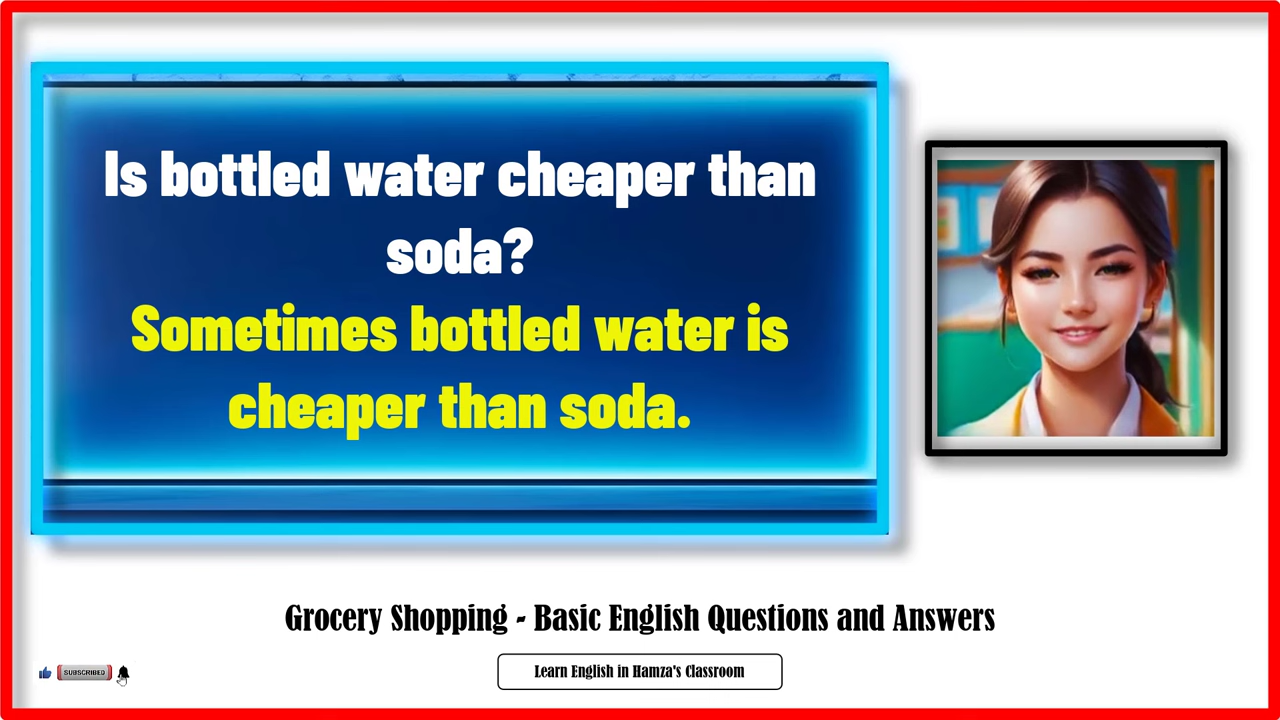 Is bottled water cheaper than
soda?
Sometimes bottled water is
cheaper than soda.
Grocery Shopping - Basic English Questions and Answers
SUBSCRIBED
Learn English in Hamza's Classroom